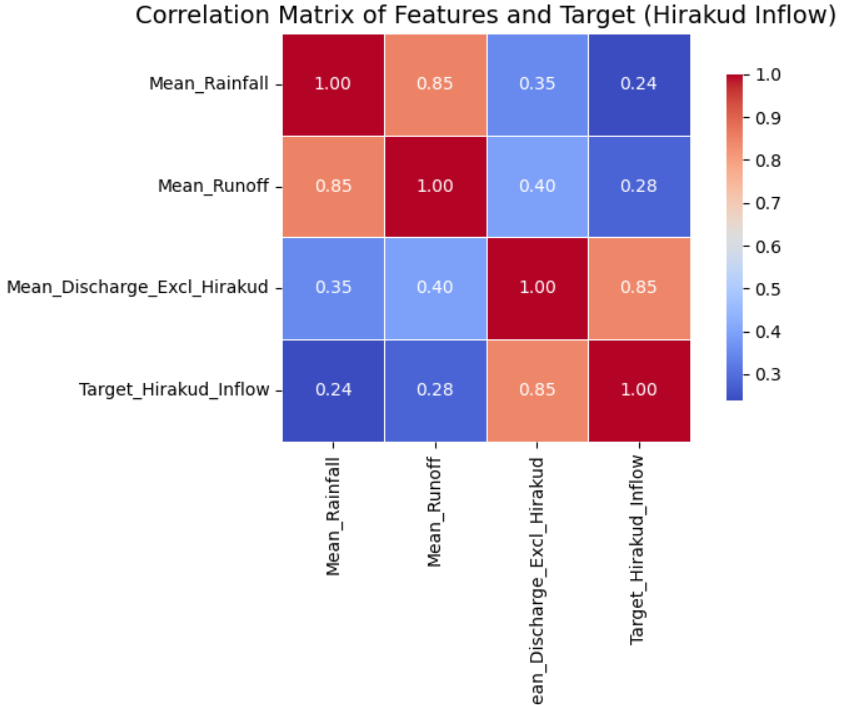 Correlation Matrix of Features and Target (Hirakud Inflow)
Mean_Rainfall 1.00 0.85 0.35 0.24
Mean_Runoff 0.85 1.00 0.40 0.28
Mean_Discharge_Excl_Hirakud 0.35 0.40 1.00 0.85
Target_Hirakud_Inflow 0.24 0.28 0.85 1.00
Mean_Rainfall
Mean_Runoff
ean_Discharge_Excl_Hirakud
Target_Hirakud_Inflow
1.0
0.9
0.8
0.7
0.6
0.5
0.4
0.3